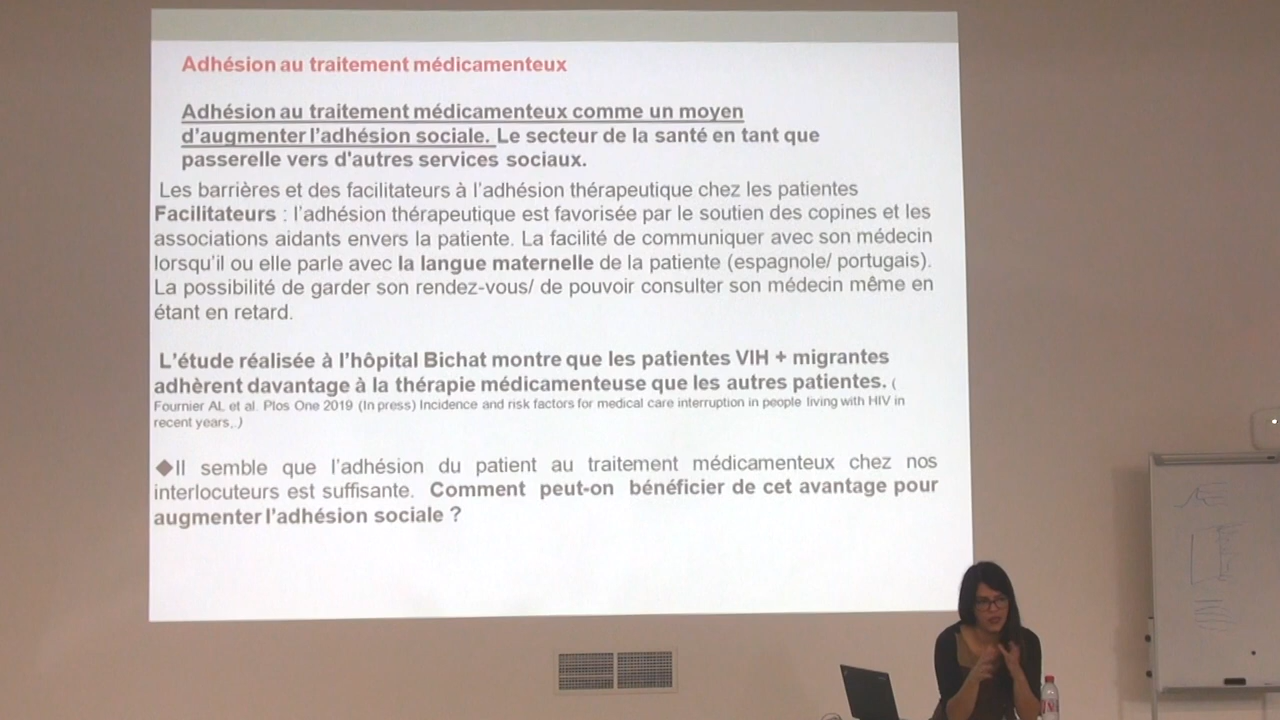 Adhésion au traitement médicamenteux
Adhésion au traitement médicamenteux comme un moyen
d'augmenter l'adhésion sociale. Le secteur de la santé en tant que
passerelle vers d'autres services sociaux.
Les barrières et des facilitateurs à l'adhésion thérapeutique chez les patientes
Facilitateurs : l'adhésion thérapeutique est favorisée par le soutien des copines et les
associations aidants envers la patiente. La facilité de communiquer avec son médecin
lorsqu'il ou elle parle avec la langue maternelle de la patiente (espagnole/ portugais).
La possibilité de garder son rendez-vous/ de pouvoir consulter son médecin même en
étant en retard.
L'étude réalisée à l'hôpital Bichat montre que les patientes VIH + migrantes
adhèrent davantage à la thérapie médicamenteuse que les autres patientes. (
Fournier AL et al. Plos One 2019 (In press) Incidence and risk factors for medical care interruption in people living with HIV in
recent years,.)
◆Il semble que l'adhésion du patient au traitement médicamenteux chez nos
interlocuteurs est suffisante. Comment peut-on bénéficier de cet avantage pour
augmenter l'adhésion sociale ?